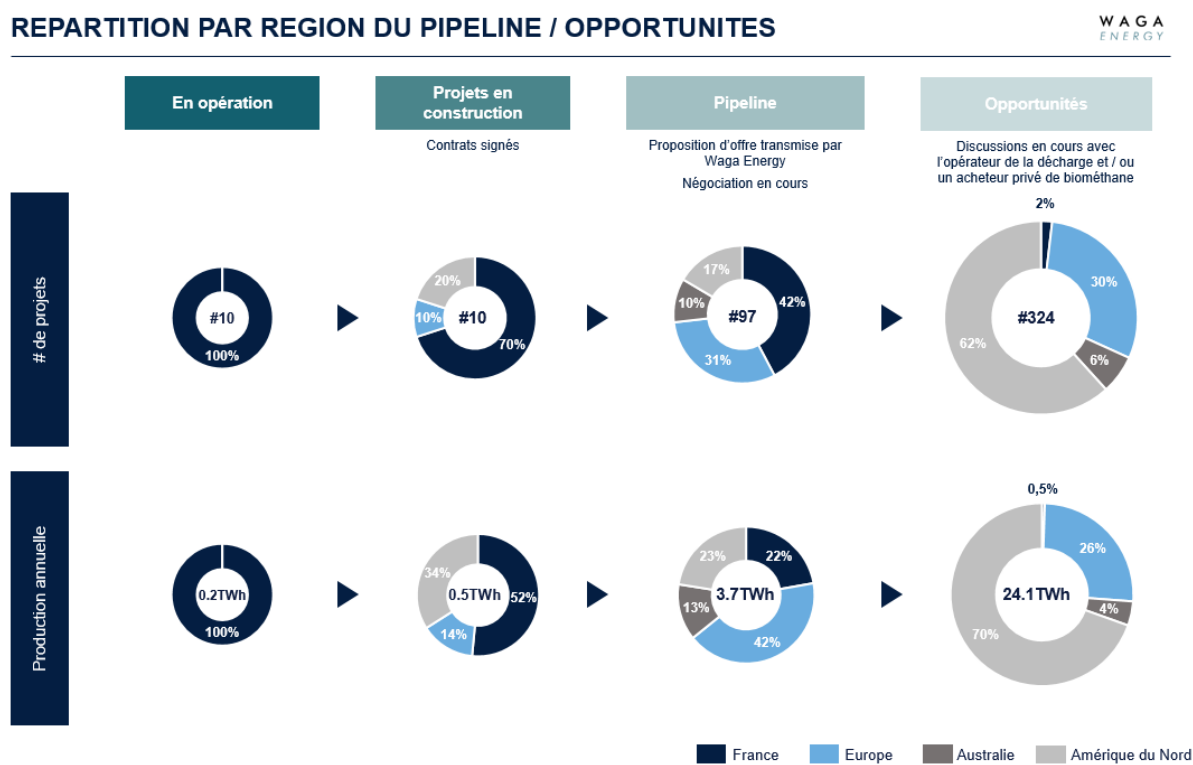 REPARTITION PAR REGION DU PIPELINE / OPPORTUNITES
WAGA
ENERGY
En opération
Projets en
construction
Pipeline
Opportunités
Contrats signés
Proposition d'offre transmise par
Waga Energy
Négociation en cours
Discussions en cours avec
l'opérateur de la décharge et / ou
un acheteur privé de biométhane
# de projets
#10
100%
20%
10%
#10
70%
17%
10%
#97
42%
31%
2%
30%
#324
62%
6%
Production annuelle
0.2TWh
100%
34%
0.5TWh
52%
14%
23%
22%
13%
3.7TWh
42%
0,5%
26%
24.1TWh
4%
70%
France
Europe
Australie
Amérique du Nord